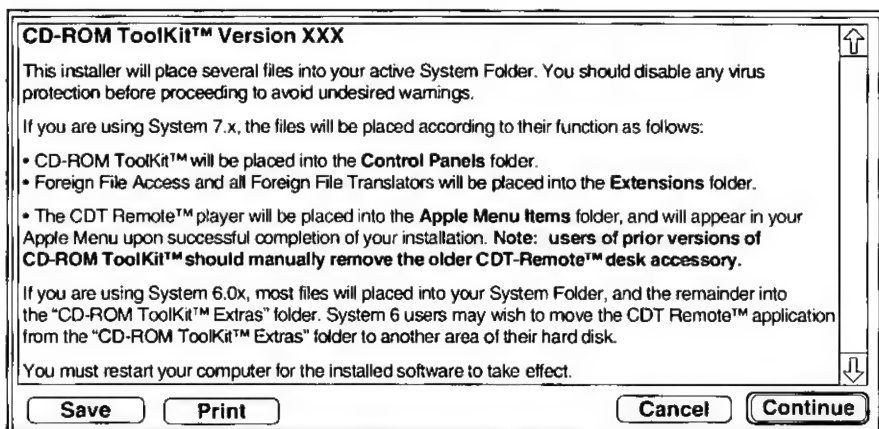 CD-ROM ToolKit™ Version XXX
This installer will place several files into your active System Folder. You should disable any virus
protection before proceeding to avoid undesired warnings.
If you are using System 7.x, the files will be placed according to their function as follows:
• CD-ROM ToolKit™ will be placed into the Control Panels folder.
• Foreign File Access and all Foreign File Translators will be placed into the Extensions folder.
• The CDT Remote™ player will be placed into the Apple Menu Items folder, and will appear in your
Apple Menu upon successful completion of your installation. Note: users of prior versions of
CD-ROM ToolKit™ should manually remove the older CDT-Remote™ desk accessory.
If you are using System 6.0x, most files will placed into your System Folder, and the remainder into
the “CD-ROM ToolKit™ Extras” folder. System 6 users may wish to move the CDT Remote™ application
from the “CD-ROM ToolKit™ Extras” folder to another area of their hard disk.
You must restart your computer for the installed software to take effect.
Save Print Cancel Continue